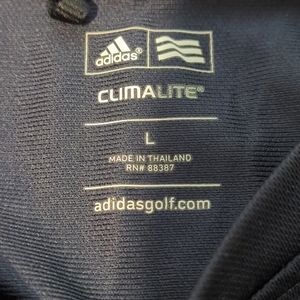 adidas®
CLIMALITE®
L
MADE IN THAILAND
RN# 88387
adidasgolf.com